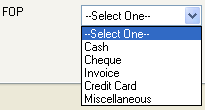 FOP --Select One--
--Select One--
Cash
Cheque
Invoice
Credit Card
Miscellaneous